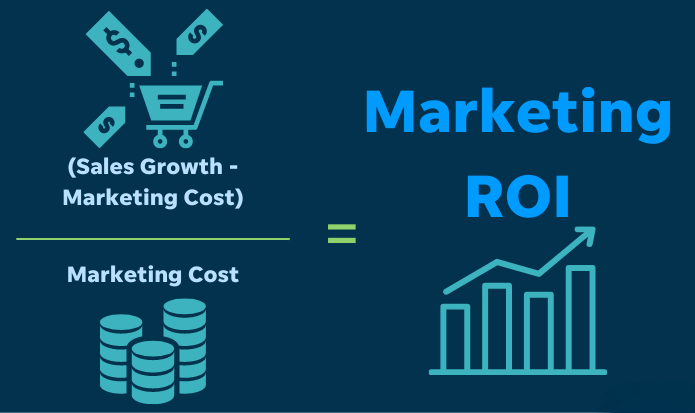 $
$
$
(Sales Growth -
Marketing Cost)
Marketing Cost
=
Marketing
ROI